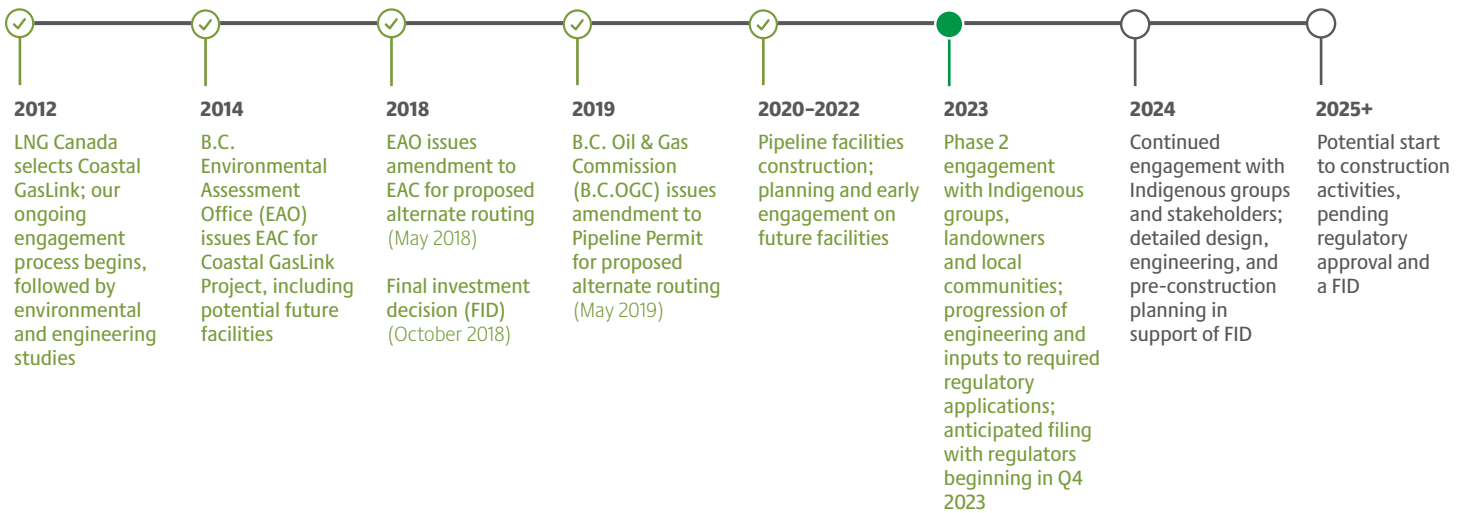 2012
LNG Canada
selects Coastal
GasLink; our
ongoing
engagement
process begins,
followed by
environmental
and engineering
studies
2014
B.C.
Environmental
Assessment
Office (EAO)
issues EAC for
Coastal GasLink
Project, including
potential future
facilities
2018
EAO issues
amendment to
EAC for proposed
alternate routing
(May 2018)
Final investment
decision (FID)
(October 2018)
2019
B.C. Oil & Gas
Commission
(B.C.OGC) issues
amendment to
Pipeline Permit
for proposed
alternate routing
(May 2019)
2020–2022
Pipeline facilities
construction;
planning and early
engagement on
future facilities
2023
Phase 2
engagement
with Indigenous
groups,
landowners
and local
communities;
progression of
engineering and
inputs to required
regulatory
applications;
anticipated filing
with regulators
beginning in Q4
2023
2024
Continued
engagement with
Indigenous groups
and stakeholders;
detailed design,
engineering, and
pre-construction
planning in
support of FID
2025+
Potential start
to construction
activities,
pending
regulatory
approval and
a FID